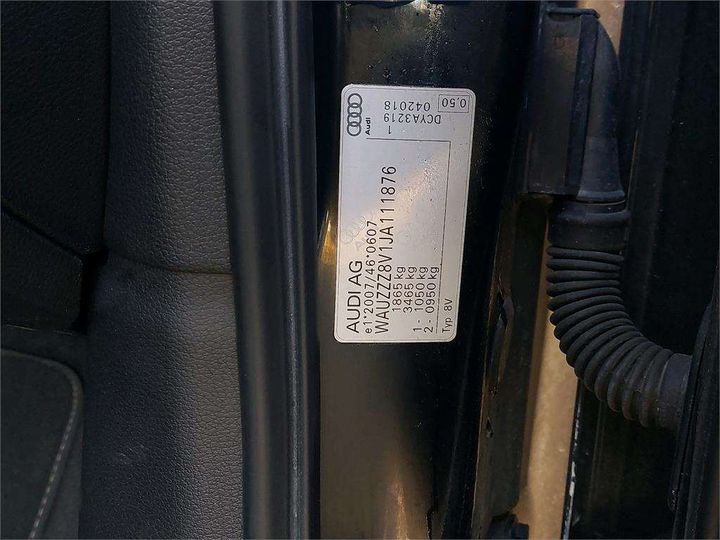 AUDI AG
e1*2007/46*0607
WAUZZZ8V1JA111876
1865 kg
3465 kg
1- 1050 kg
2- 0950 kg
Typ 8V
Audi
1
DCYA3219
042018
0.50